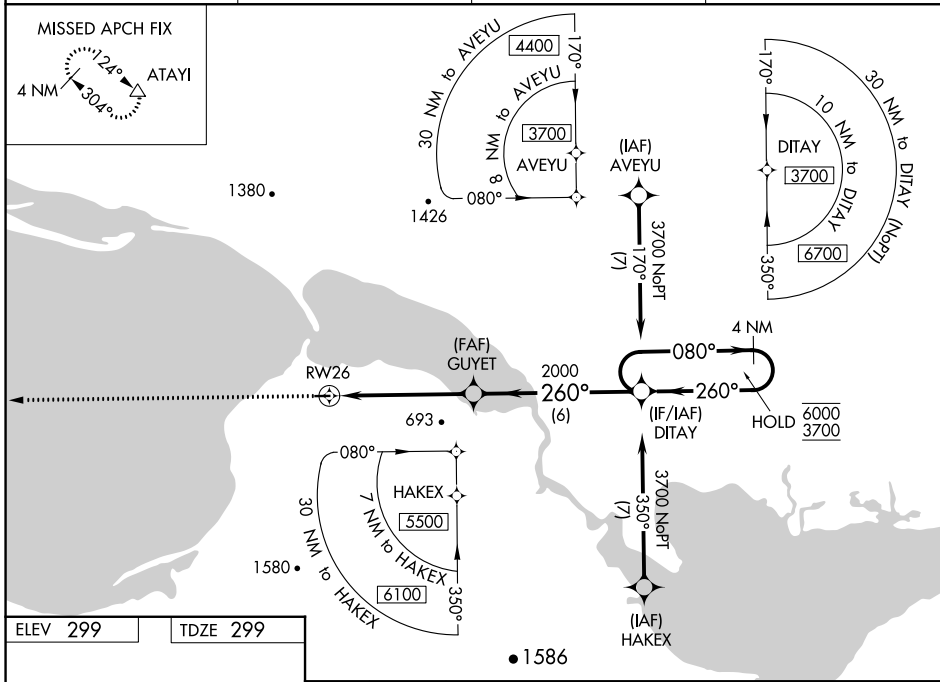 MISSED APCH FIX
124°
ATAYI
4 NM
304°
30 NM to AVEYU
4400
170°
8 NM to AVEYU
3700
AVEYU
080°
170°
30 NM to DITAY (NoPT)
10 NM to DITAY
DITAY
3700
6700
350°
1380
1426
(IAF)
AVEYU
3700 NoPT
170°
(7)
4 NM
080°
(FAF)
GUYET
RW26
2000
260°
(6)
260°
(IF/IAF)
DITAY
HOLD
6000
3700
693
080°
HAKEX
7 NM to HAKEX
5500
30 NM to HAKEX
6100
350°
3700 NoPT
350°
(7)
1580
(IAF)
HAKEX
ELEV 299
TDZE 299
1586